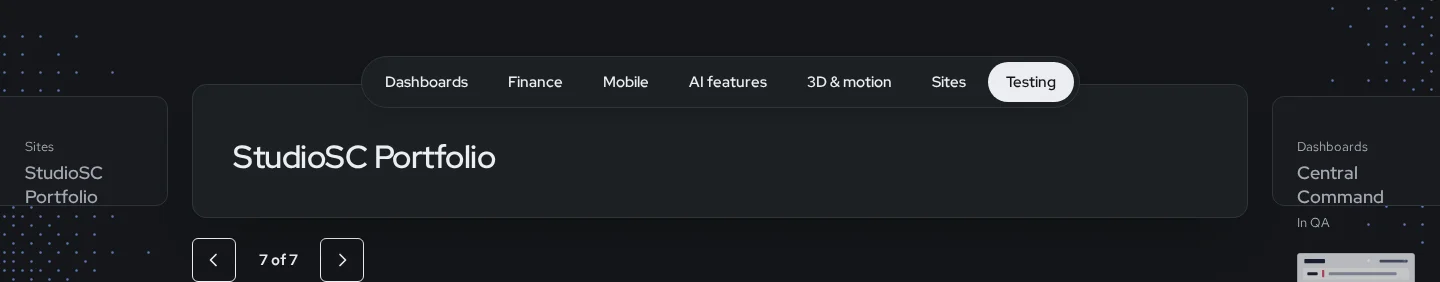 Dashboards
Finance
Mobile
AI features
3D & motion
Sites
Testing
Sites
StudioSC
Portfolio
StudioSC Portfolio
Dashboards
Central
Command
In QA
7 of 7